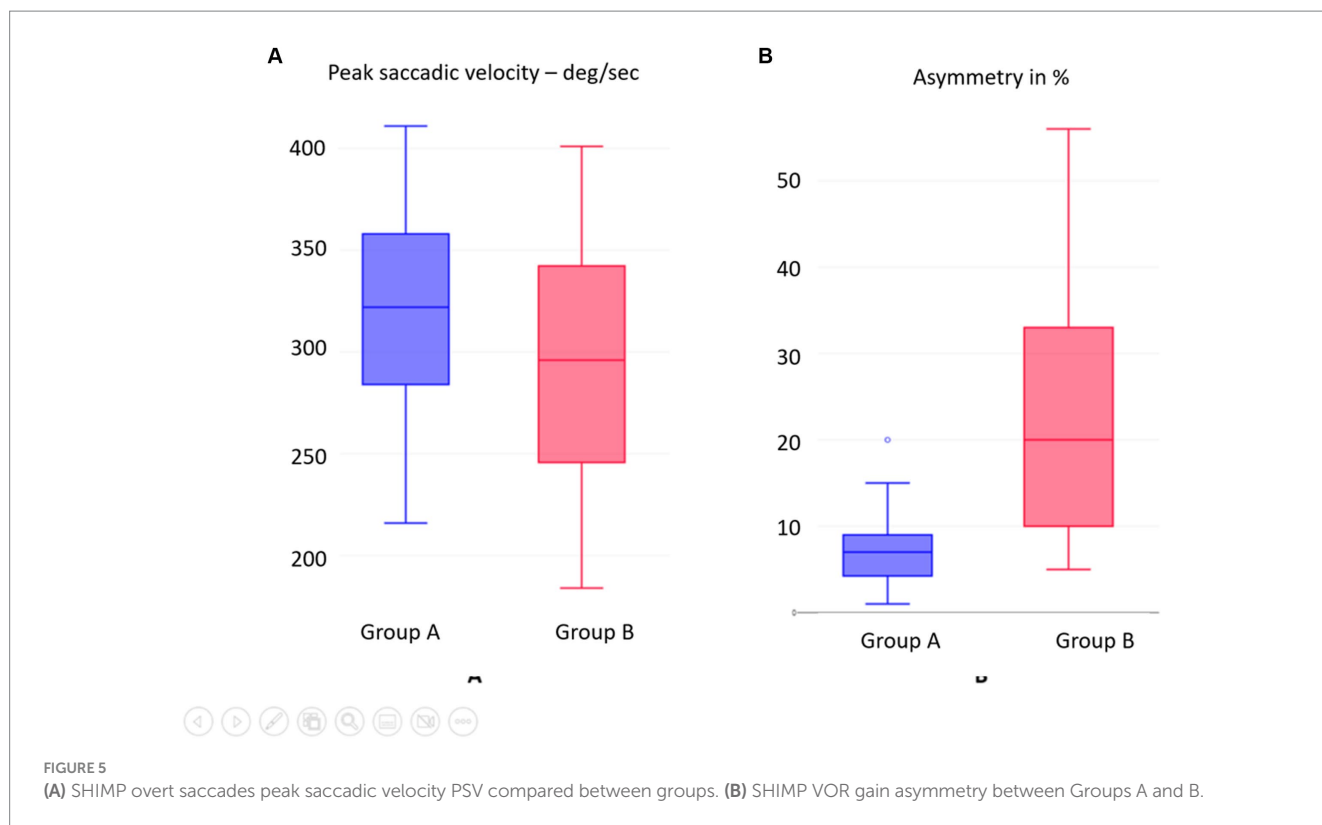 A
Peak saccadic velocity – deg/sec
400
350
300
250
200
Group A
Group B
B
Asymmetry in %
50
40
30
20
10
Group A
Group B
FIGURE 5
(A) SHIMP overt saccades peak saccadic velocity PSV compared between groups. (B) SHIMP VOR gain asymmetry between Groups A and B.